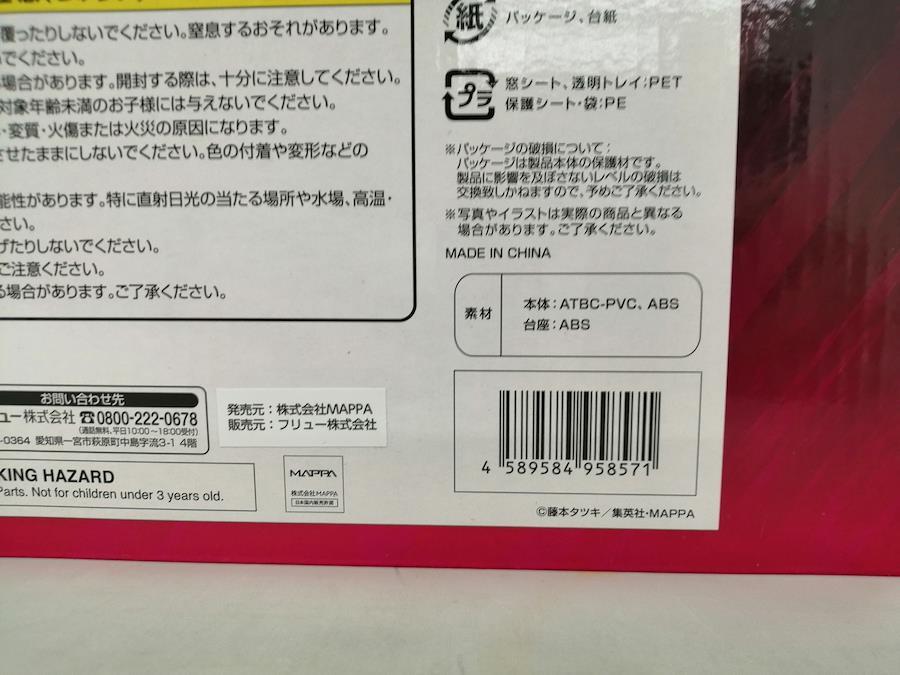 覆ったりしないでください。窒息するおそれがあります。
いでください。
場合があります。開封する際は、十分に注意してください。
対象年齢未満のお子様には与えないでください。
・変質・火傷または火災の原因になります。
させたままにしないでください。色の付着や変形などの
能性があります。特に直射日光の当たる場所や水場、高温・
さい。
げたりしないでください。
ご注意ください。
る場合があります。ご了承ください。
お問い合わせ先
ュー株式会社 ☎0800-222-0678
(通話無料、平日10:00～18:00受付)
-0364 愛知県一宮市萩原町中島字流3-1 4階
発売元：株式会社MAPPA
販売元：フリュー株式会社
KING HAZARD
Parts. Not for children under 3 years old.
MAPPA
株式会社MAPPA
日本国内販売許諾
紙
パッケージ、台紙
プラ
窓シート、透明トレイ：PET
保護シート・袋：PE
※パッケージの破損について：
パッケージは製品本体の保護材です。
製品に影響を及ぼさないレベルの破損は
交換致しかねますので、予めご了承ください。
※写真やイラストは実際の商品と異なる
場合があります。ご了承ください。
MADE IN CHINA
素材
本体：ATBC-PVC、ABS
台座：ABS
4 589584 958571
©藤本タツキ／集英社・MAPPA